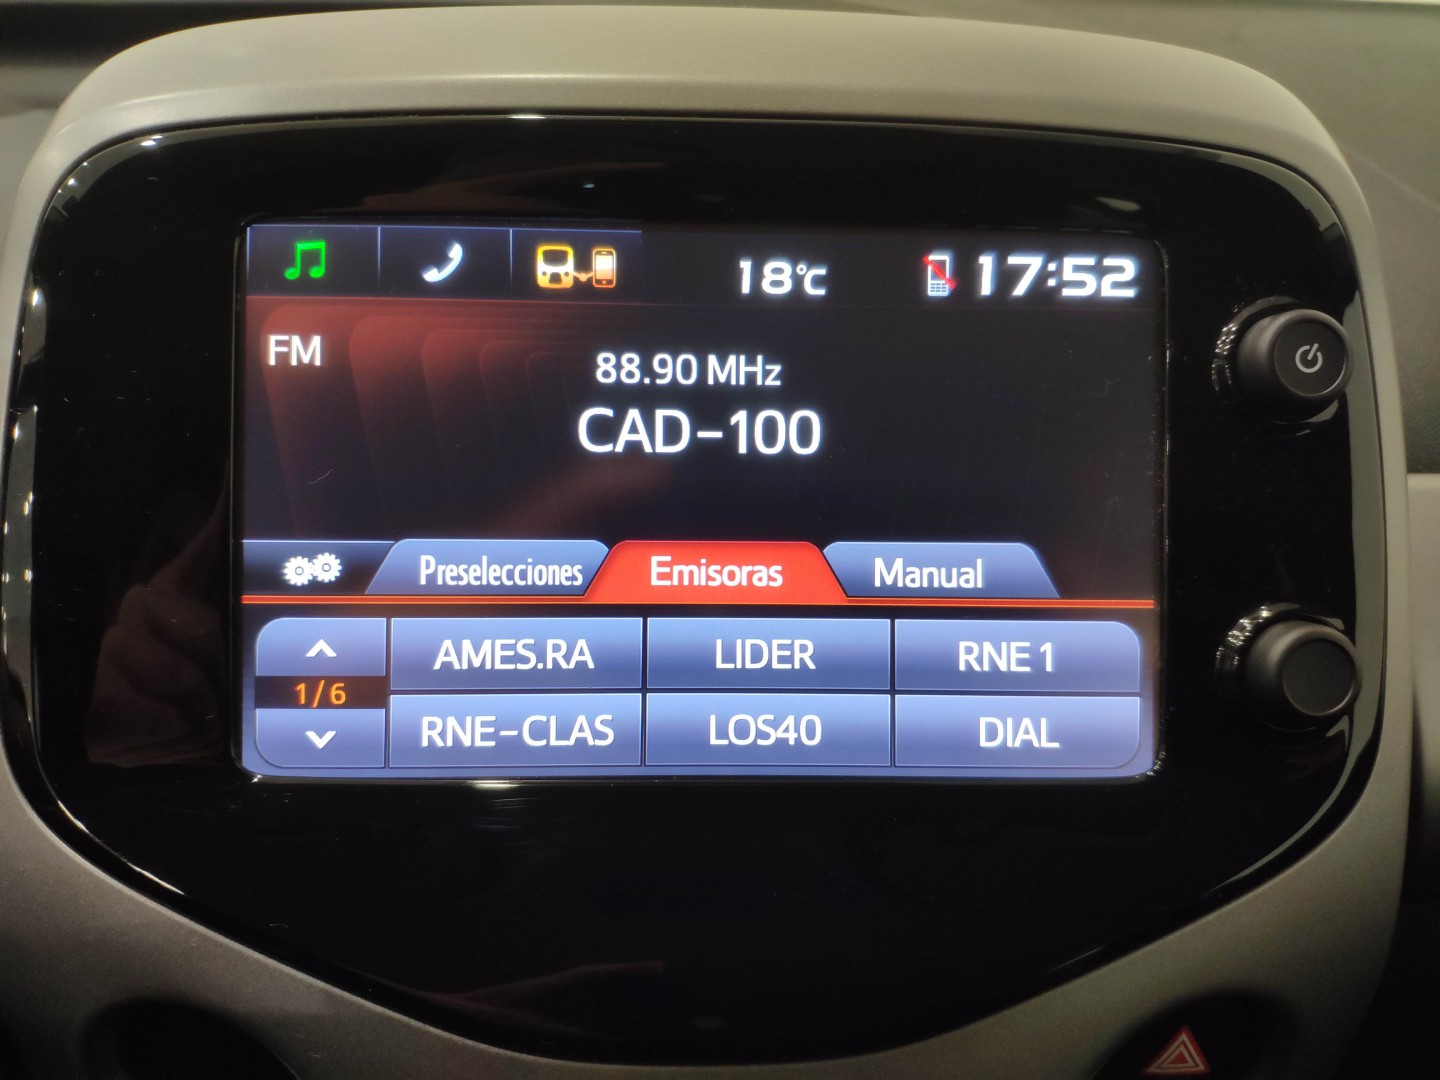 18°C
17:52
FM
88.90 MHz
CAD-100
Preselecciones
Emisoras
Manual
1/6
AMES.RA
LIDER
RNE 1
RNE-CLAS
LOS40
DIAL